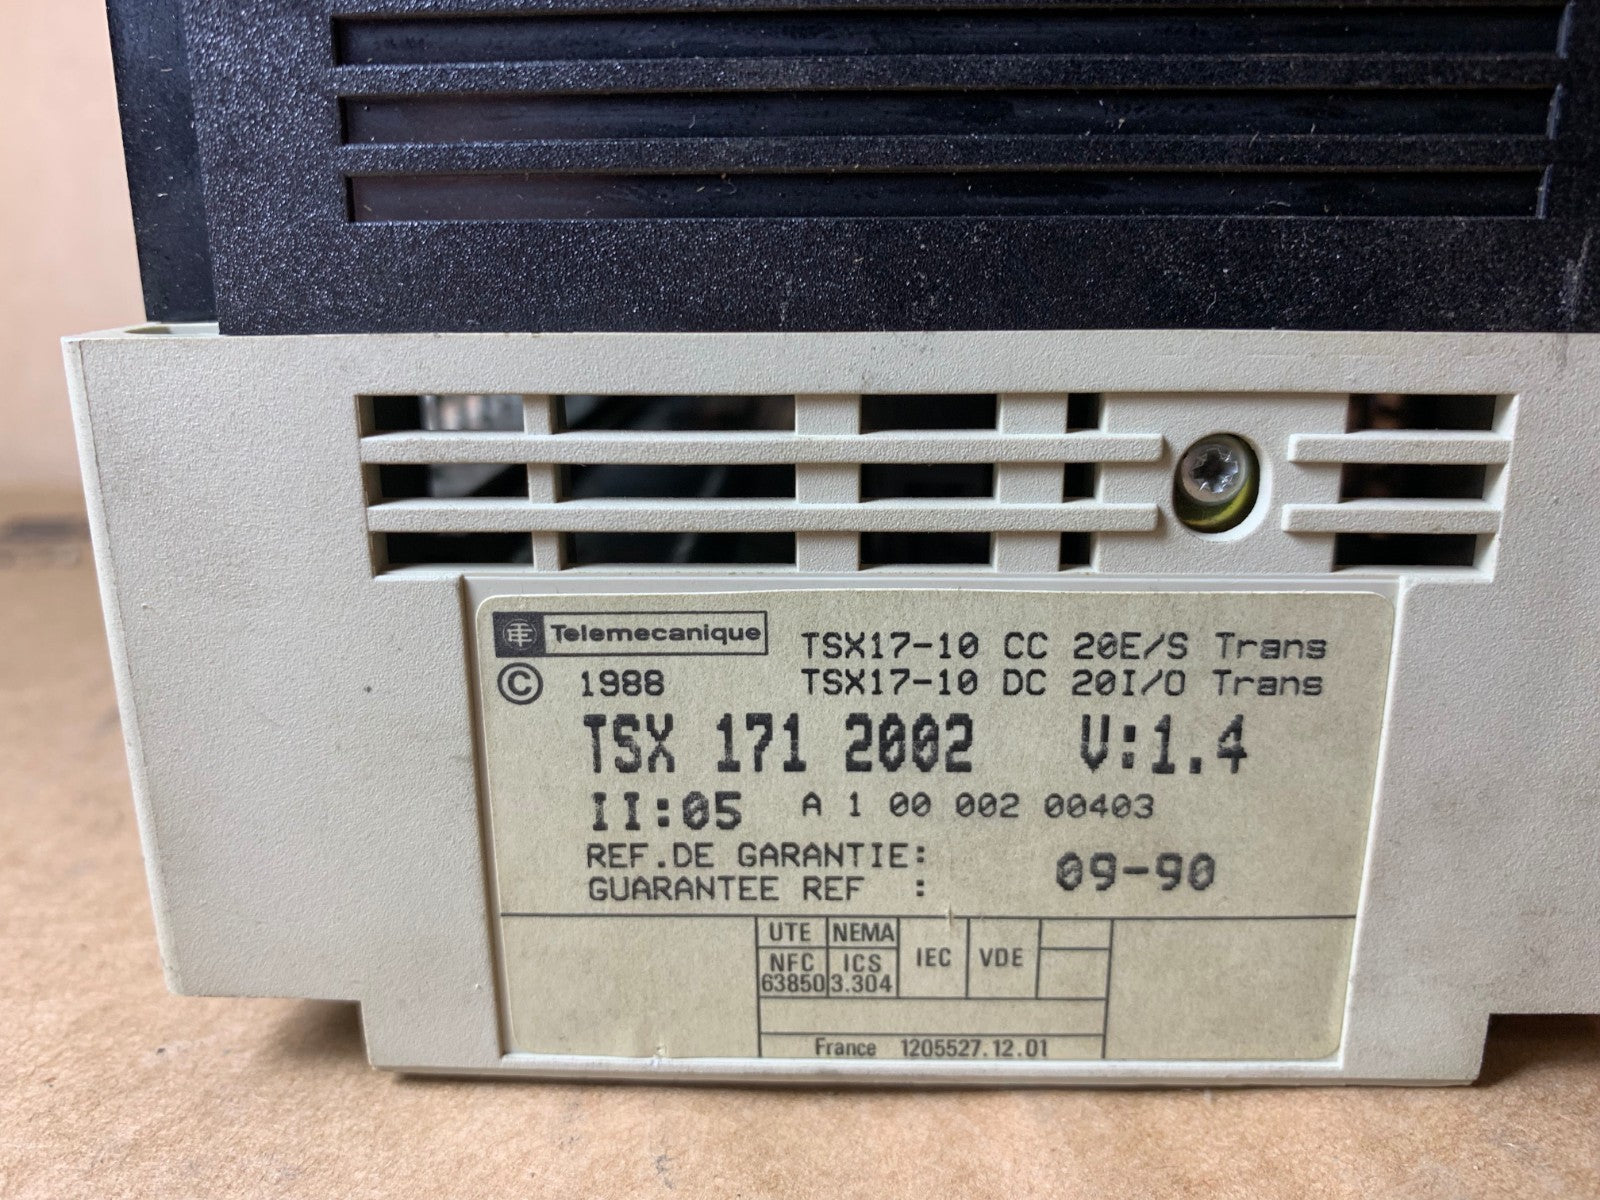 Telemecanique
TSX17-10 CC 20E/S Trans
© 1988 TSX17-10 DC 20I/O Trans
TSX 171 2002 V:1.4
II:05 A 1 00 002 00403
REF.DE GARANTIE:
GUARANTEE REF : 09-90
UTE NEMA
NFC ICS IEC VDE
63850 3.304
France 1205527.12.01